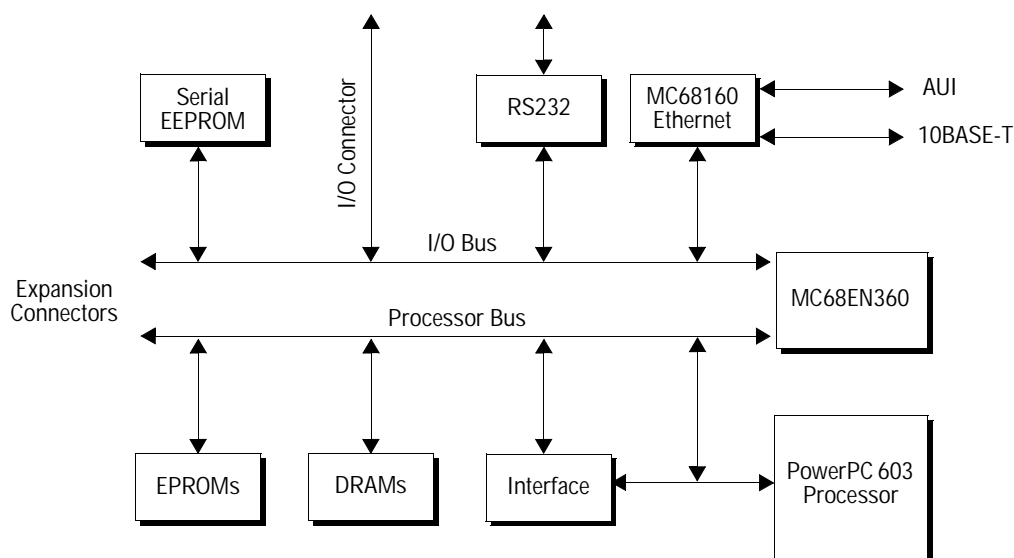 Serial
EEPROM
I/O Connector
RS232
MC68160
Ethernet
AUI
10BASE-T
I/O Bus
Expansion
Connectors
MC68EN360
Processor Bus
EPROMs
DRAMs
Interface
PowerPC 603
Processor